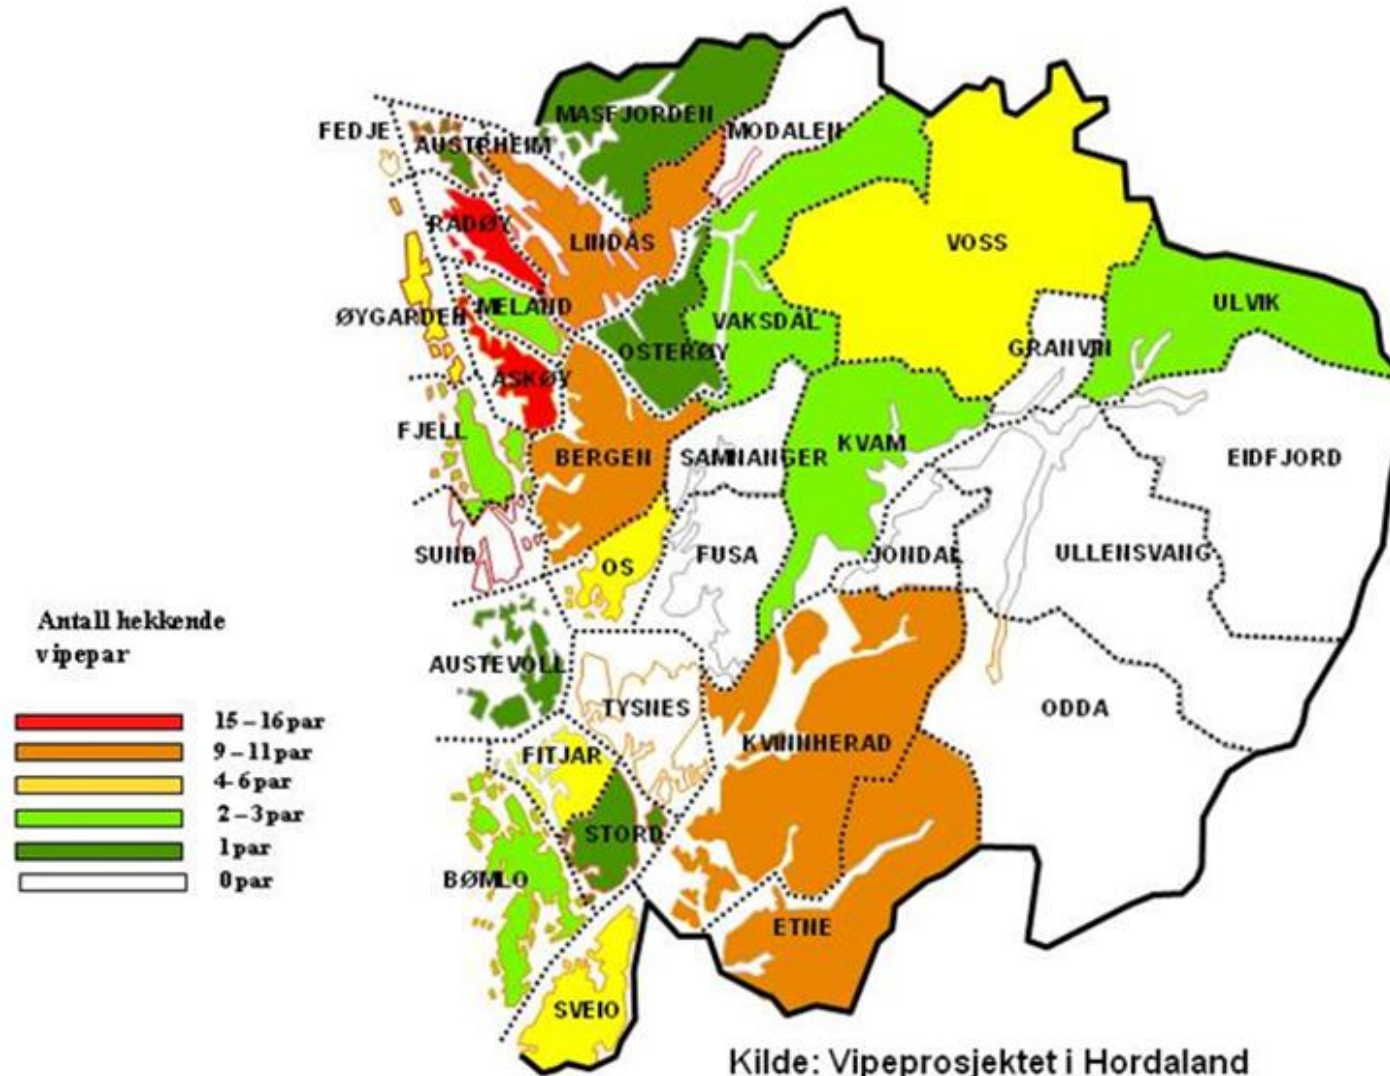 MASFJORDEN
FEDJE
MODALEN
AUSTRHEIM
RADØY
LINDÅS
VOSS
ULVIK
MELAND
ØYGARDEN
VAKSDAL
OSTERØY
GRANVIN
ASKØY
FJELL
KVAM
BERGEN
SAMNANGER
EIDFJORD
SUND
FUSA
JONDAL
ULLENSVANG
OS
Antall hekkende
vipepar
AUSTEVOLL
TYSNES
ODDA
15 – 16 par
9 – 11 par
4- 6 par
2 – 3 par
1 par
0 par
KVINNHERAD
FITJAR
STORD
BØMLO
ETNE
SVEIO
Kilde: Vipeprosjektet i Hordaland